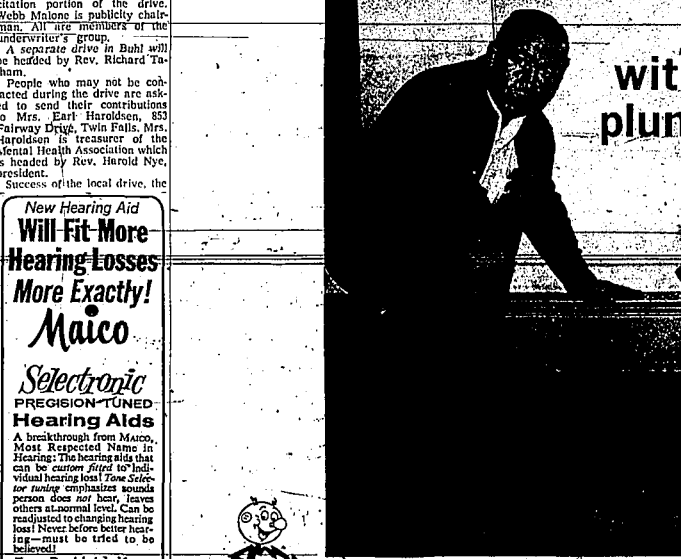 citation portion of the drive.
Webb Malone is publicity chair-
man. All are members of the
underwriter's group.
A separate drive in Buhl will
be headed by Rev. Richard Ta-
ham.
People who may not be con-
tacted during the drive are ask-
ed to send their contributions
to Mrs. Earl Haroldsen, 853
Fairway Drive, Twin Falls. Mrs.
Haroldson is treasurer of the
Mental Health Association which
is headed by Rev. Harold Nye,
president.
Success of the local drive, the
New Hearing Aid
Will Fit More
Hearing Losses
More Exactly!
Maico
Selectronic
PRECISION-TUNED
Hearing Aids
A breakthrough from MAICO,
Most Respected Name in
Hearing: The hearing aids that
can be custom fitted to indi-
vidual hearing loss! Tone Selec-
tor tuning emphasizes sounds
person does not hear, leaves
others at normal level. Can be
readjusted to changing hearing
loss! Never before better hear-
ing—must be tried to be
believed!
wit
plun